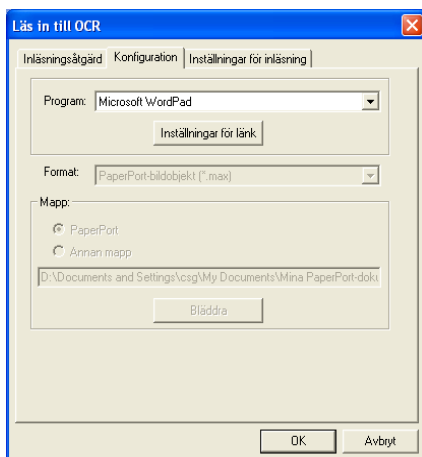 Läs in till OCR
Inläsningsåtgärd Konfiguration Inställningar för inläsning
Program: Microsoft WordPad
Inställningar för länk
Format: PaperPort-bildobjekt (*.max)
Mapp:
PaperPort
Annan mapp
D:\Documents and Settings\csg\My Documents\Mina PaperPort-doku
Bläddra
OK Avbryt